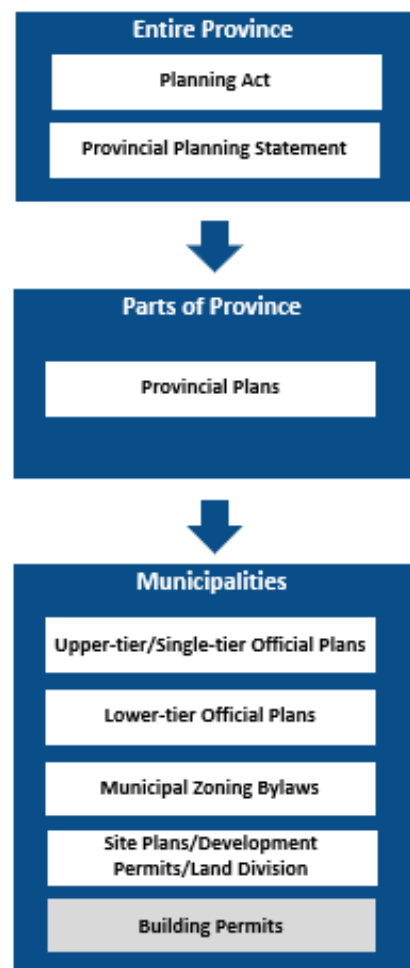 Entire Province
Planning Act
Provincial Planning Statement
Parts of Province
Provincial Plans
Municipalities
Upper-tier/Single-tier Official Plans
Lower-tier Official Plans
Municipal Zoning Bylaws
Site Plans/Development
Permits/Land Division
Building Permits